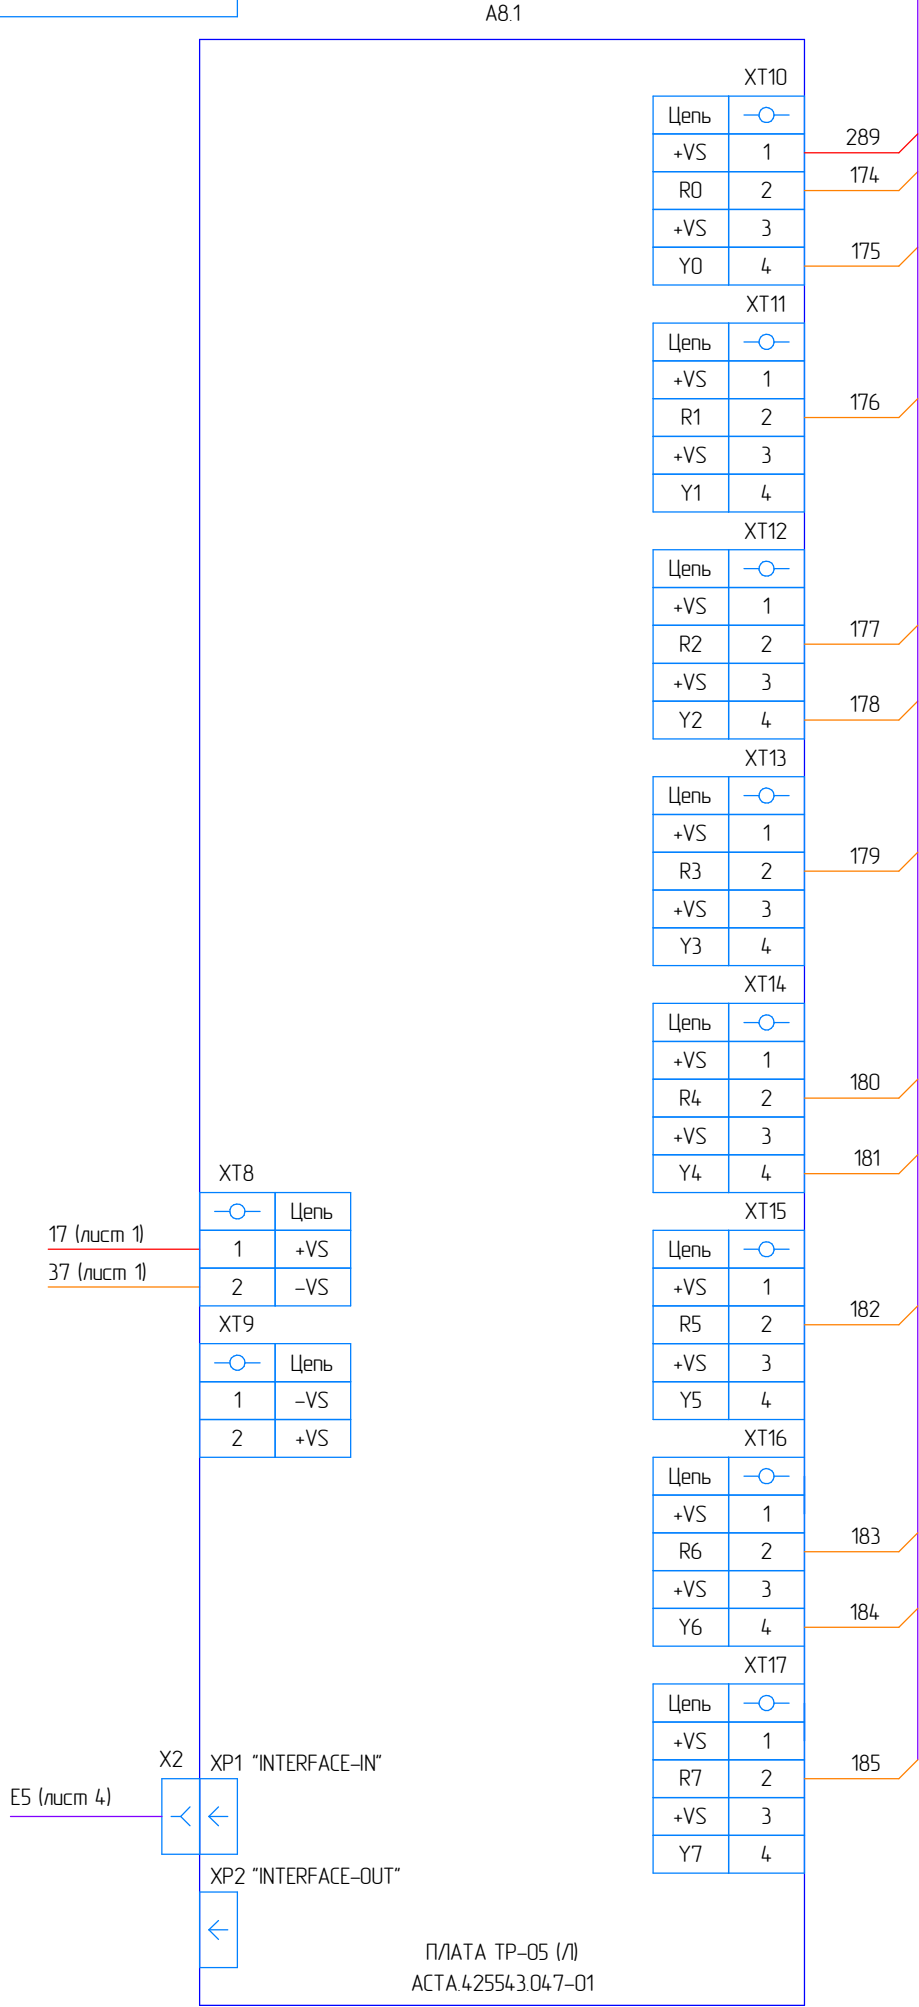 A8.1
XT10
Цепь
+VS 1 289
R0 2 174
+VS 3
Y0 4 175
XT11
Цепь
+VS 1
R1 2 176
+VS 3
Y1 4
XT12
Цепь
+VS 1
R2 2 177
+VS 3
Y2 4 178
XT13
Цепь
+VS 1
R3 2 179
+VS 3
Y3 4
XT14
Цепь
+VS 1
R4 2 180
+VS 3
Y4 4 181
XT8
Цепь
17 (лист 1) 1 +VS
37 (лист 1) 2 –VS
XT9
Цепь
1 –VS
2 +VS
XT15
Цепь
+VS 1
R5 2 182
+VS 3
Y5 4
XT16
Цепь
+VS 1
R6 2 183
+VS 3
Y6 4 184
XT17
Цепь
+VS 1
R7 2 185
+VS 3
Y7 4
X2 XP1 "INTERFACE–IN"
E5 (лист 4)
XP2 "INTERFACE–OUT"
ПЛАТА ТР–05 (Л)
АСТА.425543.047–01